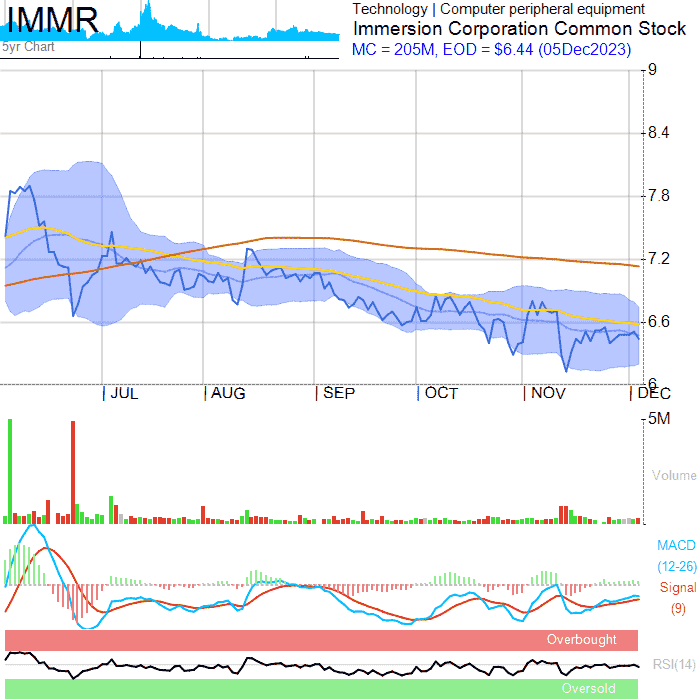 IMMR
5yr Chart
Technology | Computer peripheral equipment
Immersion Corporation Common Stock
MC = 205M, EOD = $6.44 (05Dec2023)
9
8.4
7.8
7.2
6.6
6
JUL AUG SEP OCT NOV DEC
5M
Volume
MACD
(12-26)
Signal
(9)
Overbought
RSI(14)
Oversold